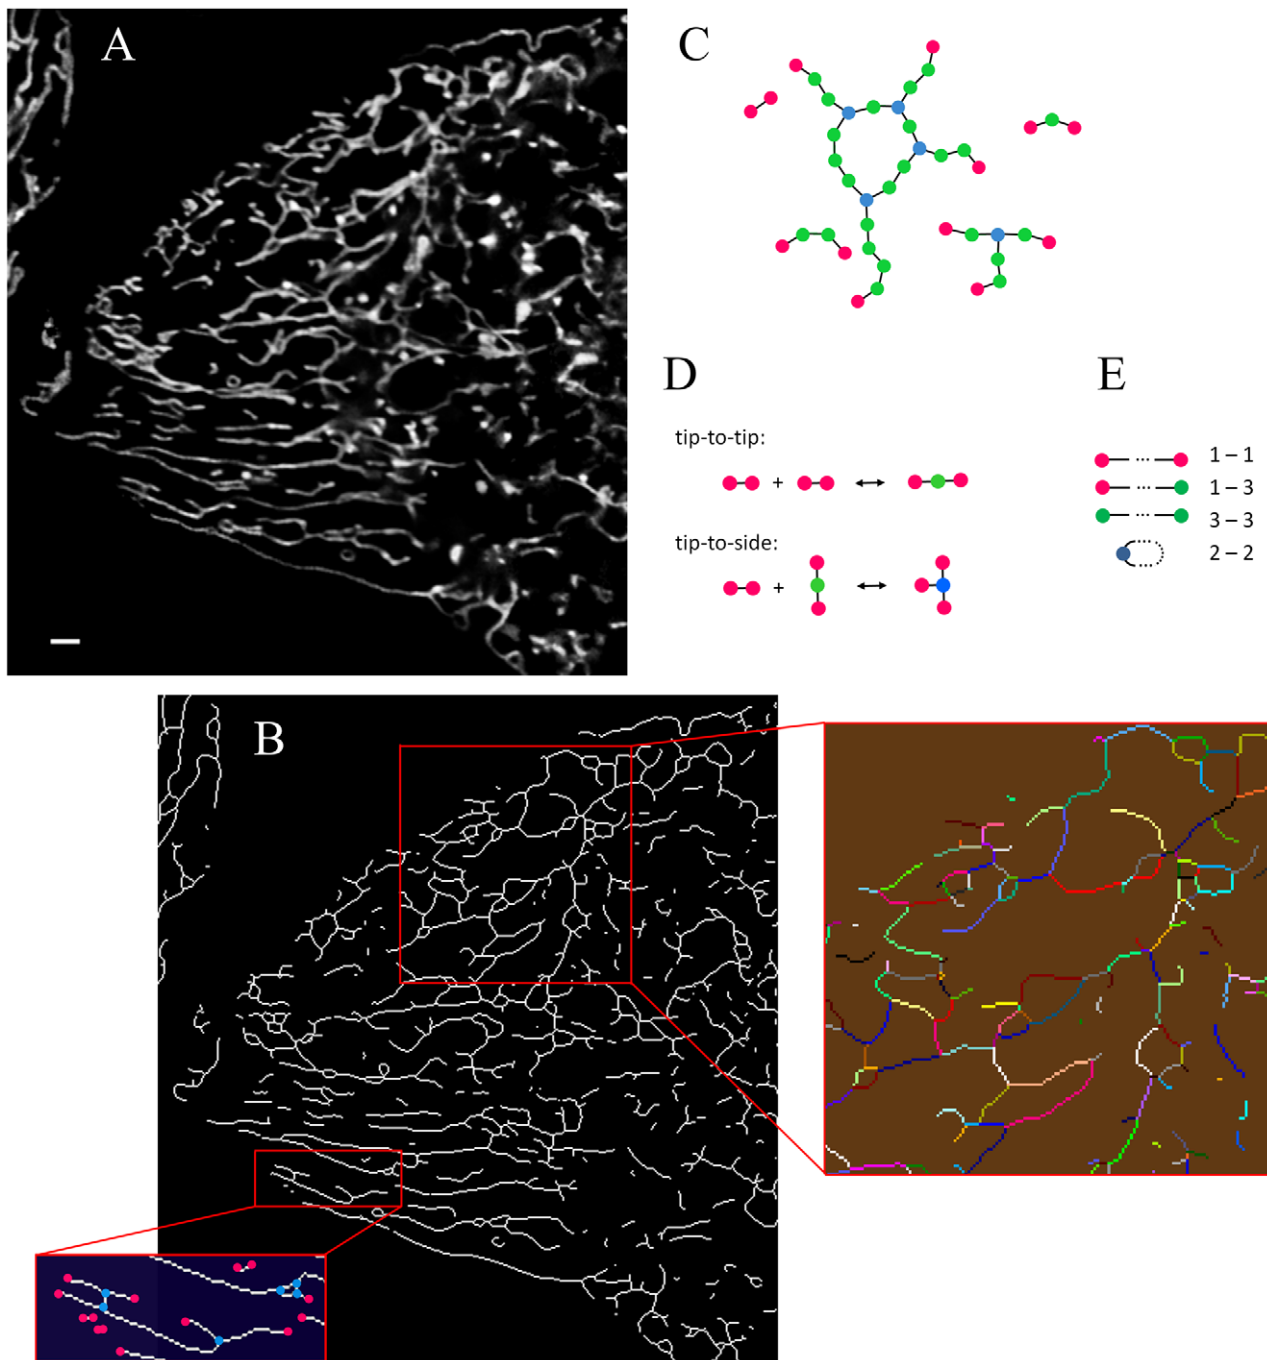 A
C
D
E
tip-to-tip:
+
1 – 1
1 – 3
3 – 3
tip-to-side:
2 – 2
+
B